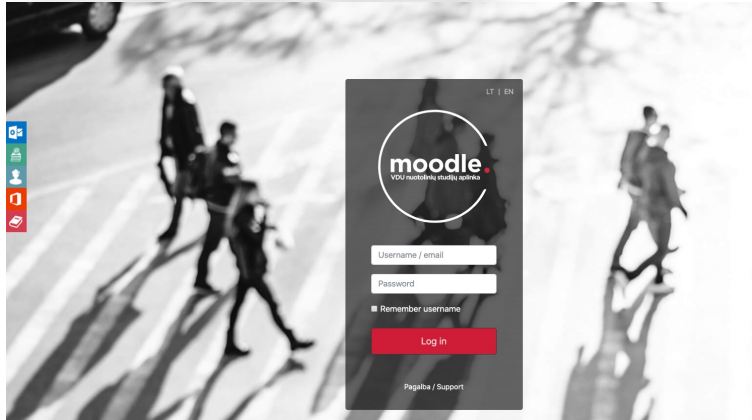 LT | EN
moodle.
VDU nuotolinių studijų aplinka
Username / email
Password
Remember username
Log in
Pagalba / Support